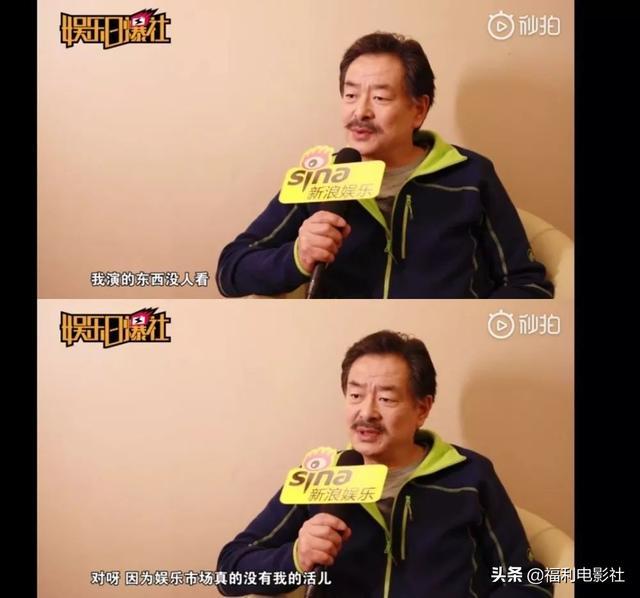 娱乐日爆社
秒拍
sina
新浪娱乐
我演的东西没人看
娱乐日爆社
秒拍
sina
新浪娱乐
对呀 因为娱乐市场真的没有我的活儿
头条 @福利电影社